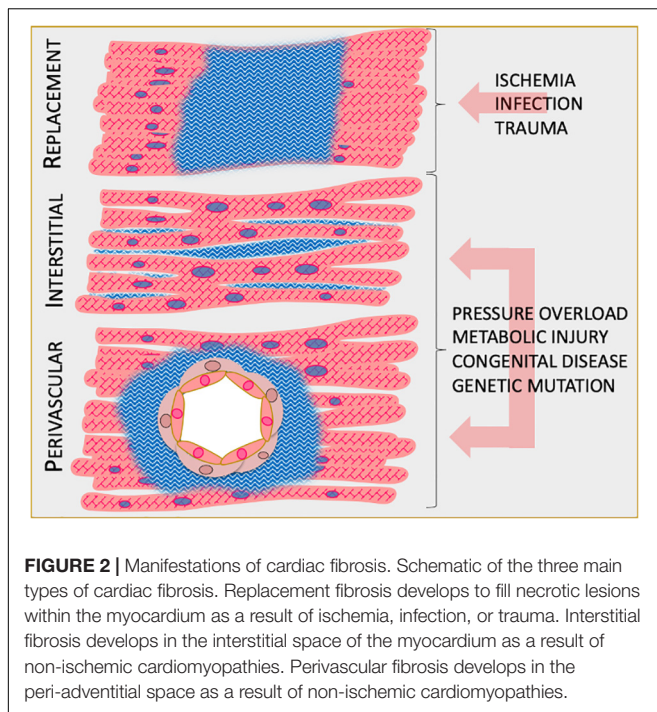 REPLACEMENT
ISCHEMIA
INFECTION
TRAUMA
INTERSTITIAL
PERIVASCULAR
PRESSURE OVERLOAD
METABOLIC INJURY
CONGENITAL DISEASE
GENETIC MUTATION
FIGURE 2 | Manifestations of cardiac fibrosis. Schematic of the three main
types of cardiac fibrosis. Replacement fibrosis develops to fill necrotic lesions
within the myocardium as a result of ischemia, infection, or trauma. Interstitial
fibrosis develops in the interstitial space of the myocardium as a result of
non-ischemic cardiomyopathies. Perivascular fibrosis develops in the
peri-adventitial space as a result of non-ischemic cardiomyopathies.